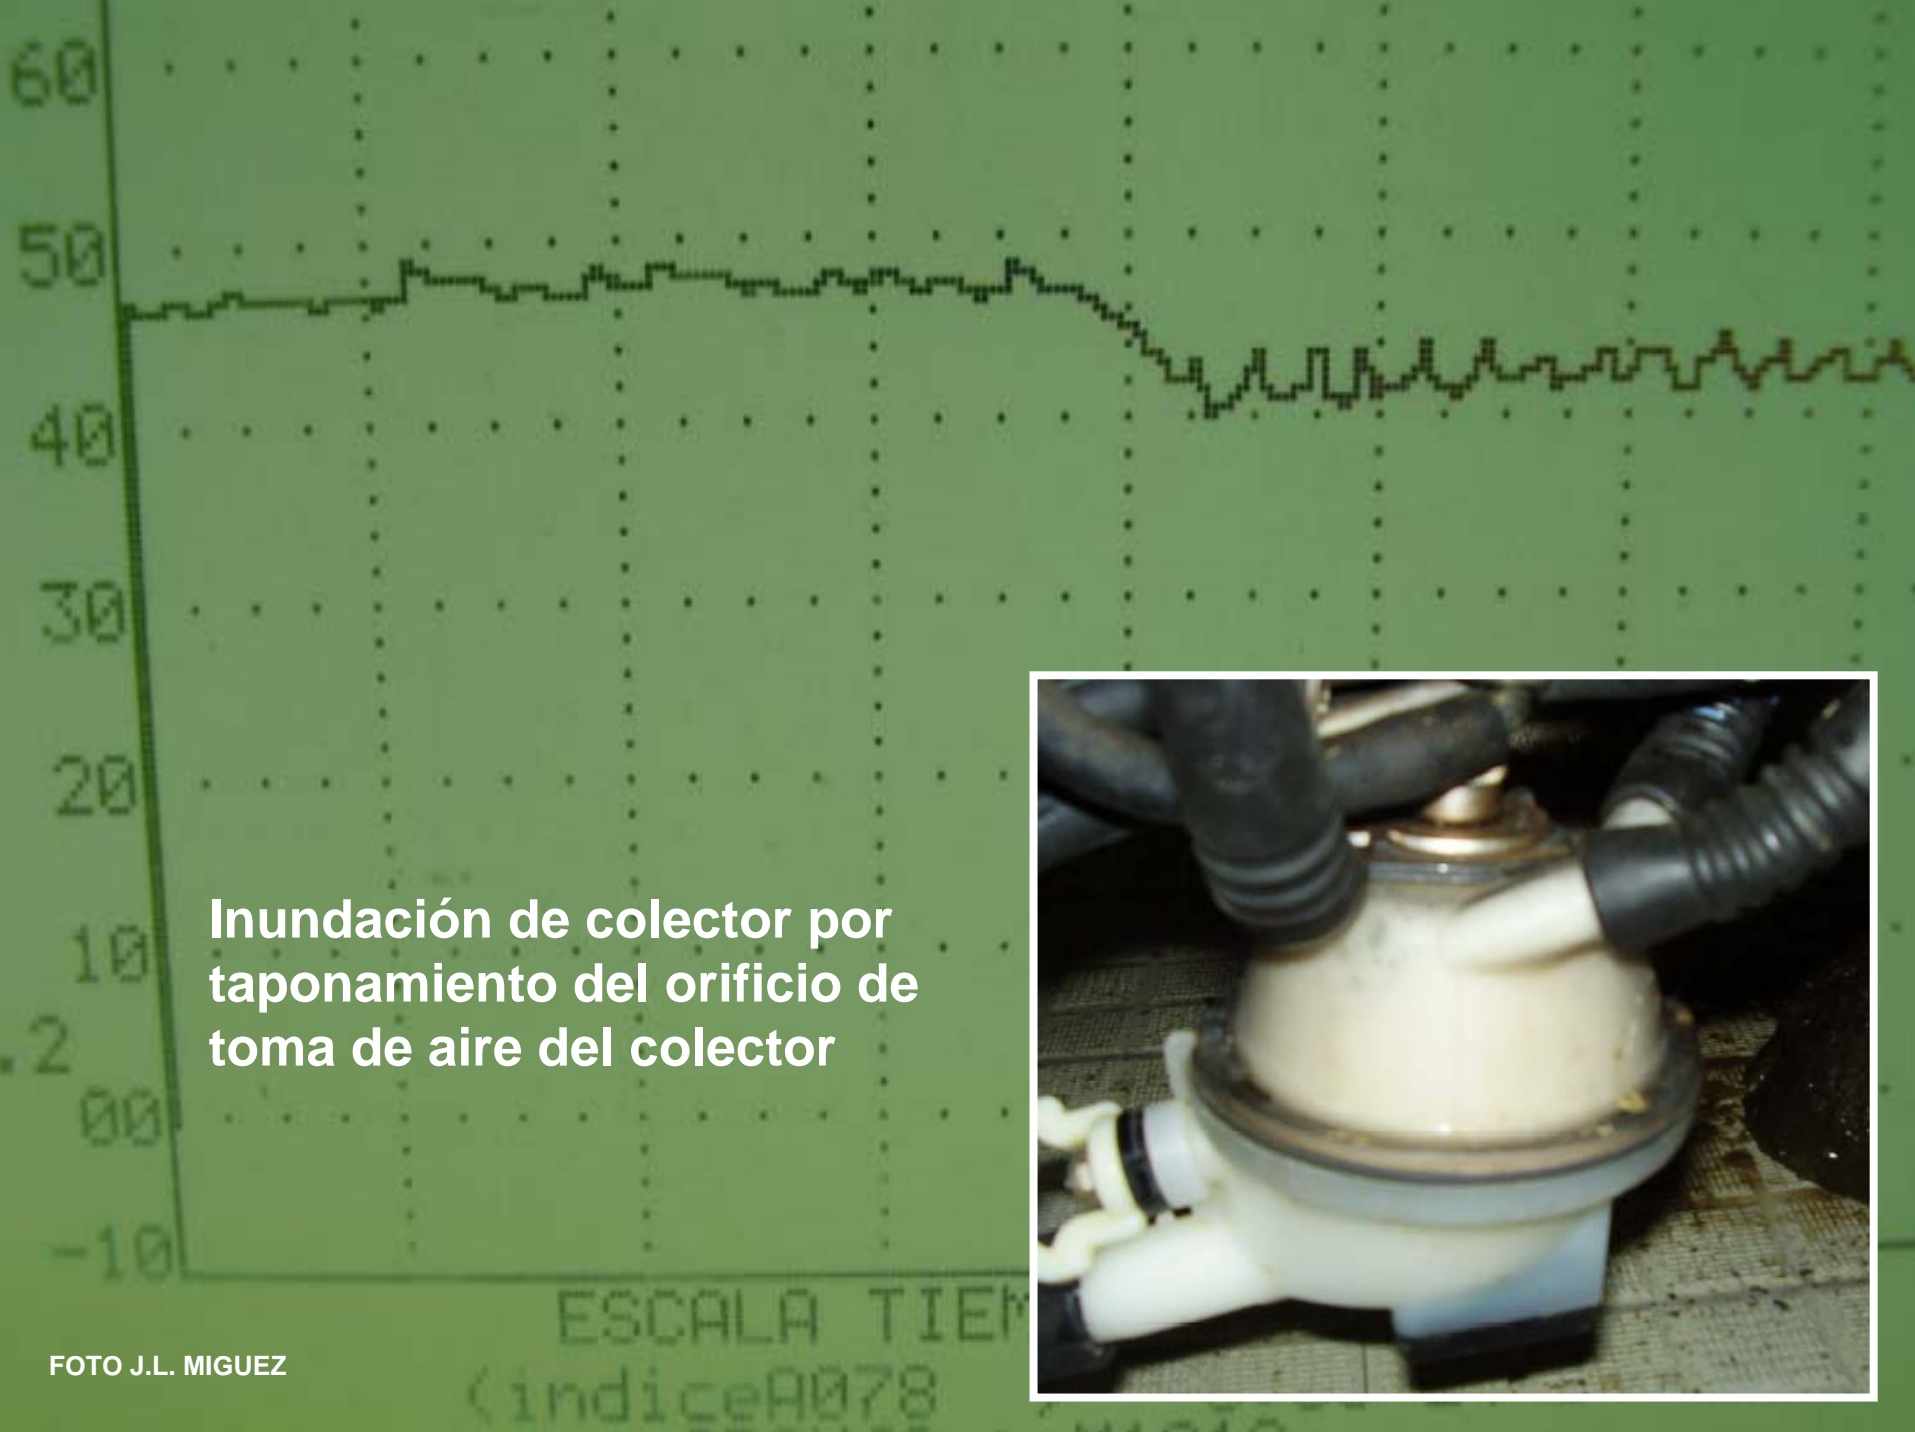 60
50
40
30
20
10
.2
00
-10
Inundación de colector por
taponamiento del orificio de
toma de aire del colector
ESCALA TIEM
(indiceA078
FOTO J.L. MIGUEZ